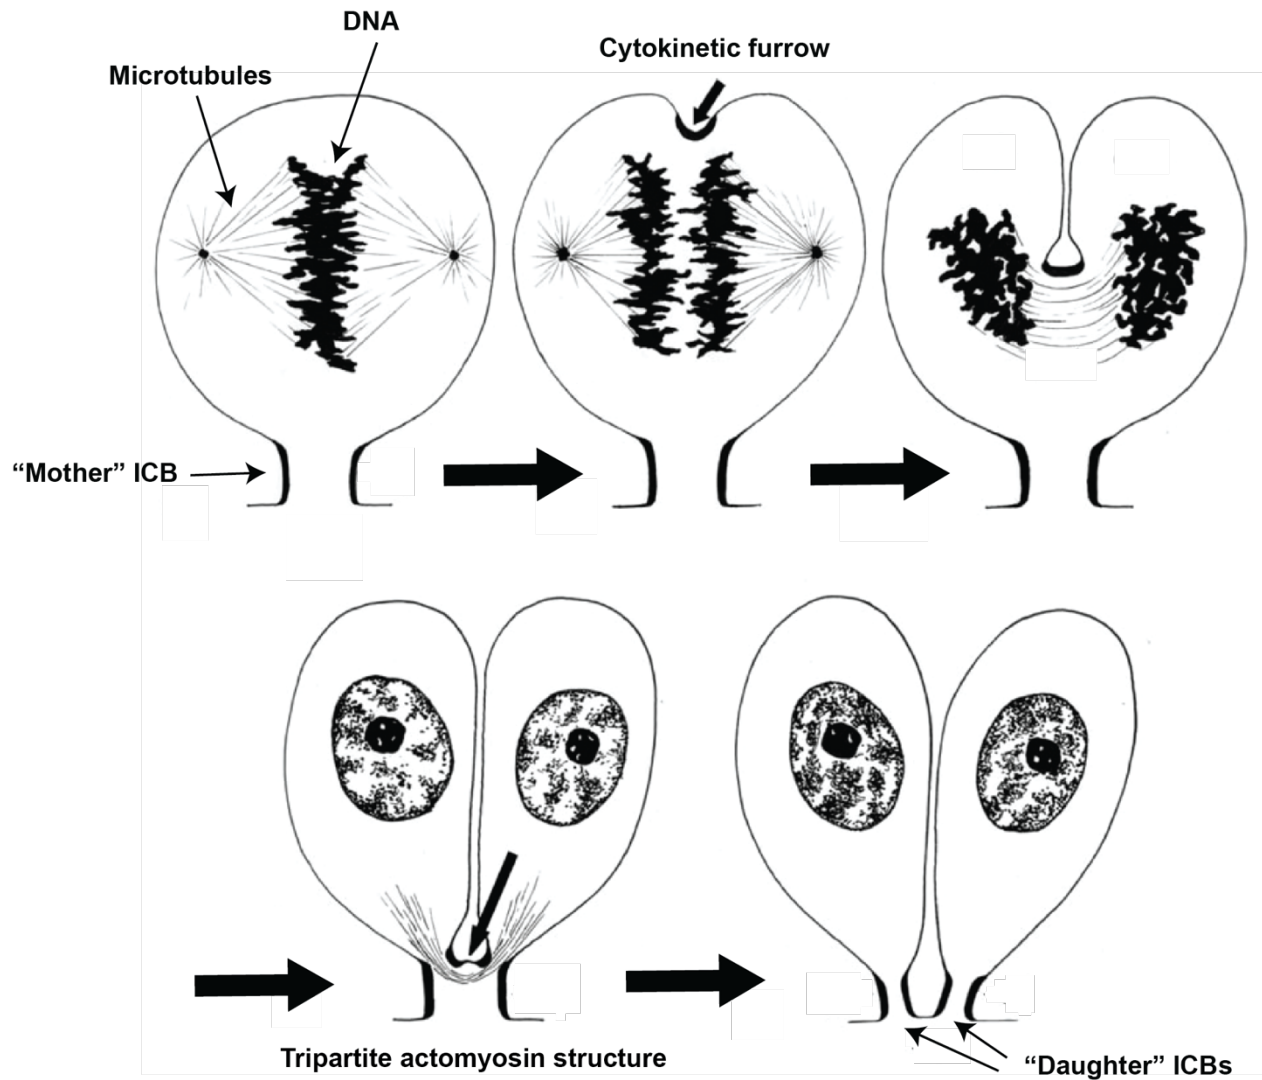 DNA
Cytokinetic furrow
Microtubules
“Mother” ICB
Tripartite actomyosin structure
“Daughter” ICBs